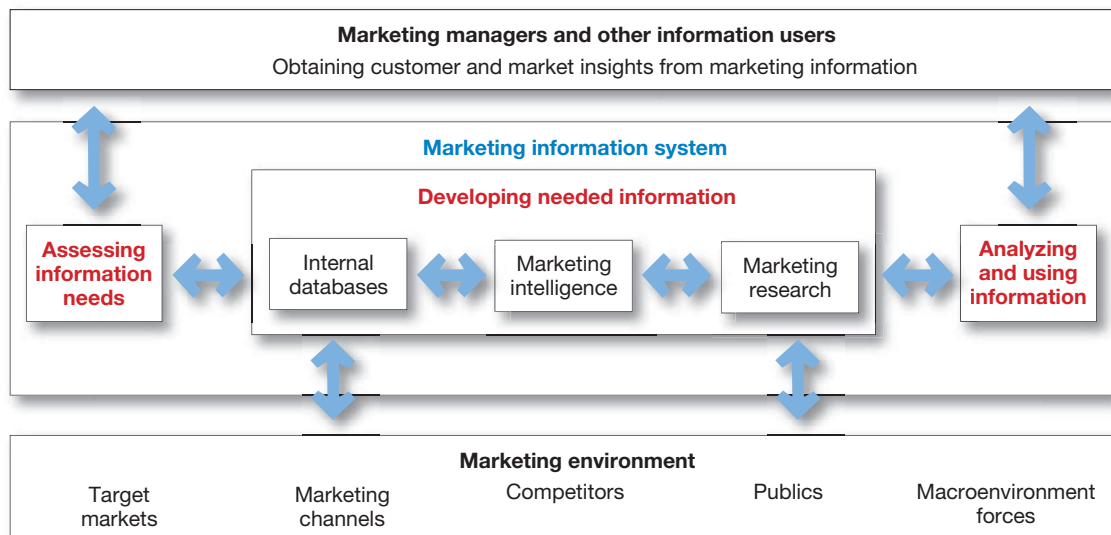 Marketing managers and other information users
Obtaining customer and market insights from marketing information
Marketing information system
Developing needed information
Assessing
information
needs
Internal
databases
Marketing
intelligence
Marketing
research
Analyzing
and using
information
Marketing environment
Target
markets
Marketing
channels
Competitors
Publics
Macroenvironment
forces